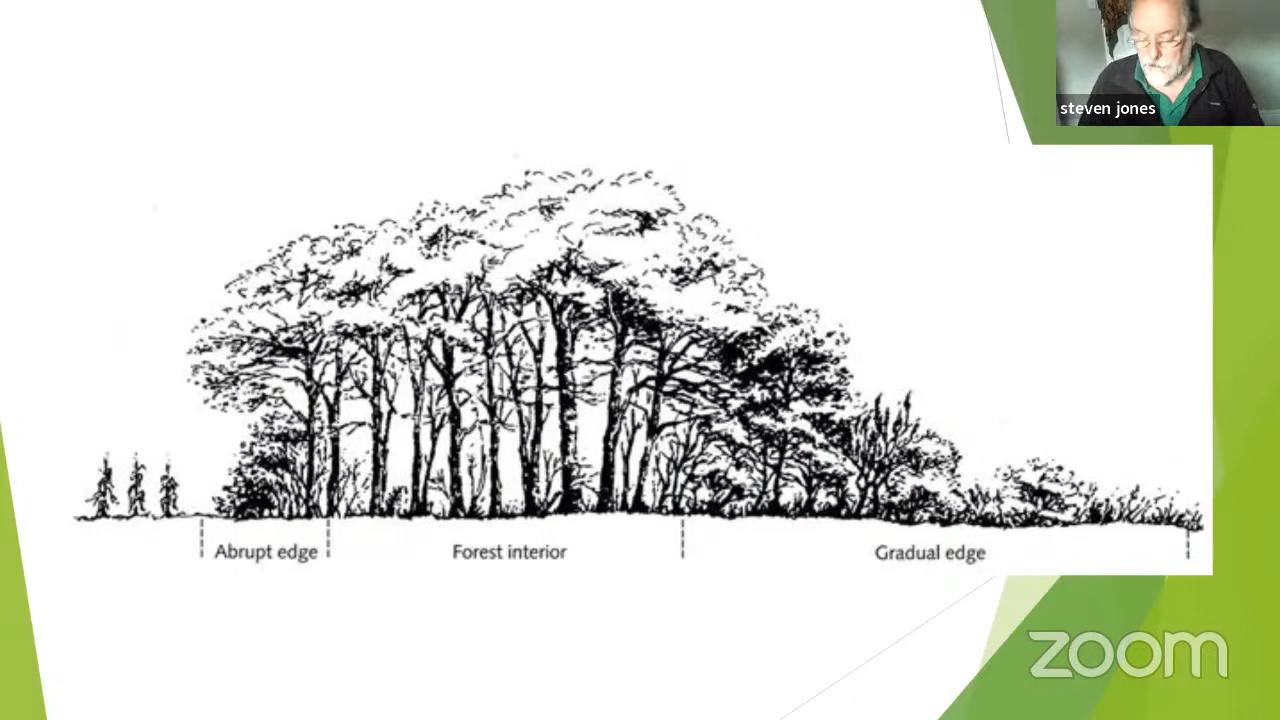 steven jones
Abrupt edge
Forest interior
Gradual edge
zoom